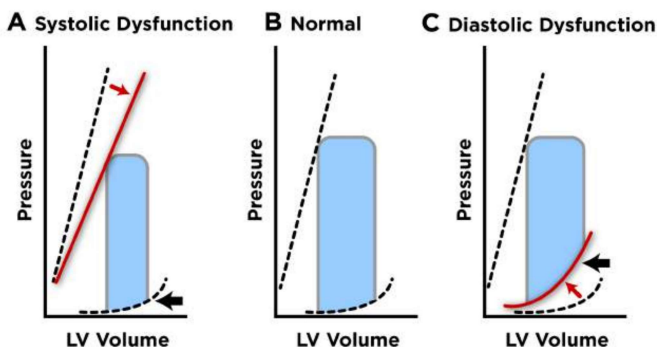 A Systolic Dysfunction
B Normal
C Diastolic Dysfunction
Pressure
Pressure
Pressure
LV Volume
LV Volume
LV Volume